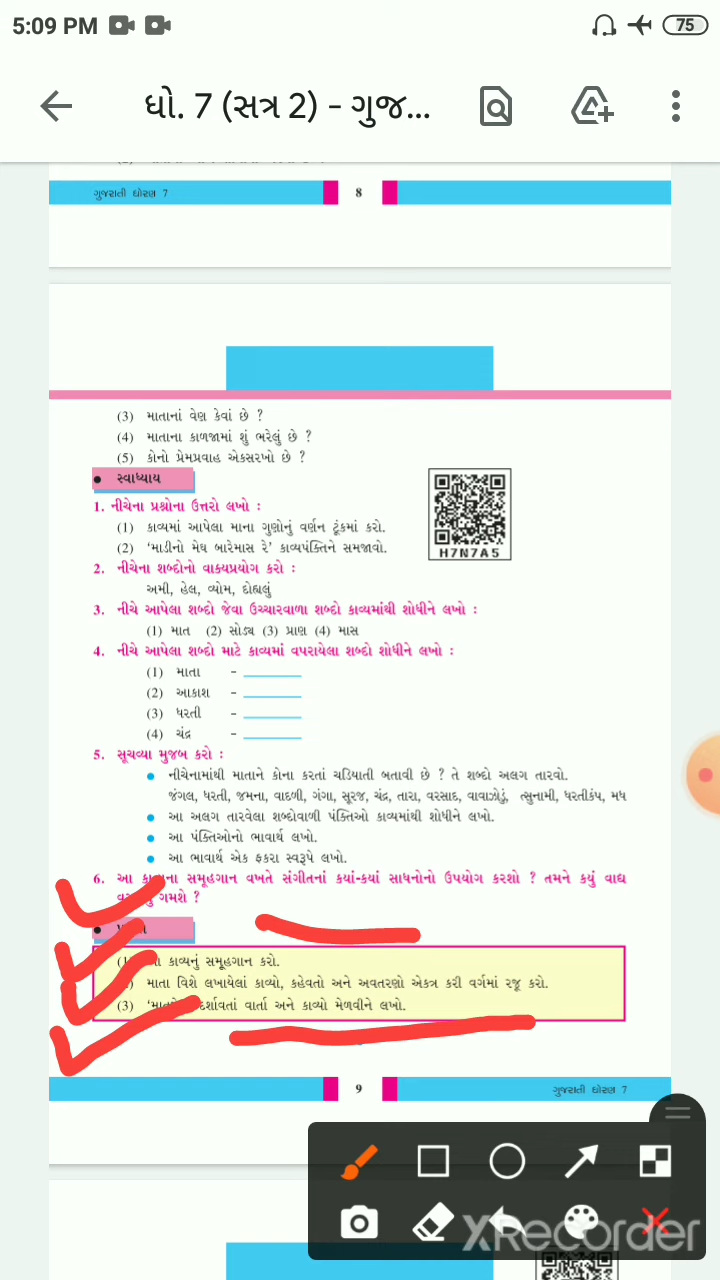 5:09 PM 75
ધો. 7 (સત્ર 2) - ગુજ...
ગુજરાતી ધોરણ 7 8
(3) માતાનાં વેણ કેવાં છે ?
(4) માતાના કાળજામાં શું ભરેલું છે ?
(5) કોનો પ્રેમપ્રવાહ એકસરખો છે ?
• સ્વાધ્યાય
1. નીચેના પ્રશ્નોના ઉત્તરો લખો :
(1) કાવ્યમાં આપેલા માના ગુણોનું વર્ણન ટૂંકમાં કરો.
(2) ‘માડીનો મેઘ બારેમાસ રે’ કાવ્યપંક્તિને સમજાવો.
H7N7A5
2. નીચેના શબ્દોનો વાક્યપ્રયોગ કરો :
અમી, હેલ, વ્યોમ, દોહ્યલું
3. નીચે આપેલા શબ્દો જેવા ઉચ્ચારવાળા શબ્દો કાવ્યમાંથી શોધીને લખો :
(1) માત (2) સોડ્ય (3) પ્રાણ (4) માસ
4. નીચે આપેલા શબ્દો માટે કાવ્યમાં વપરાયેલા શબ્દો શોધીને લખો :
(1) માતા -
(2) આકાશ -
(3) ધરતી -
(4) ચંદ્ર -
5. સૂચવ્યા મુજબ કરો :
• નીચેનામાંથી માતાને કોના કરતાં ચડિયાતી બતાવી છે ? તે શબ્દો અલગ તારવો.
જંગલ, ધરતી, જમના, વાદળી, ગંગા, સૂરજ, ચંદ્ર, તારા, વરસાદ, વાવાઝોડું, ત્સુનામી, ધરતીકંપ, મધ
• આ અલગ તારવેલા શબ્દોવાળી પંક્તિઓ કાવ્યમાંથી શોધીને લખો.
• આ પંક્તિઓનો ભાવાર્થ લખો.
• આ ભાવાર્થ એક ફકરા સ્વરૂપે લખો.
6. આ સમૂહગાન વખતે સંગીતનાં કયાં-કયાં સાધનોનો ઉપયોગ કરશો ? તમને કયું વાદ્ય
ગમશે ?
•
(1) કાવ્યનું સમૂહગાન કરો.
માતા વિશે લખાયેલાં કાવ્યો, કહેવતો અને અવતરણો એકત્ર કરી વર્ગમાં રજૂ કરો.
(3) દર્શાવતાં વાર્તા અને કાવ્યો મેળવીને લખો.
9 ગુજરાતી ધોરણ 7
XRecorder